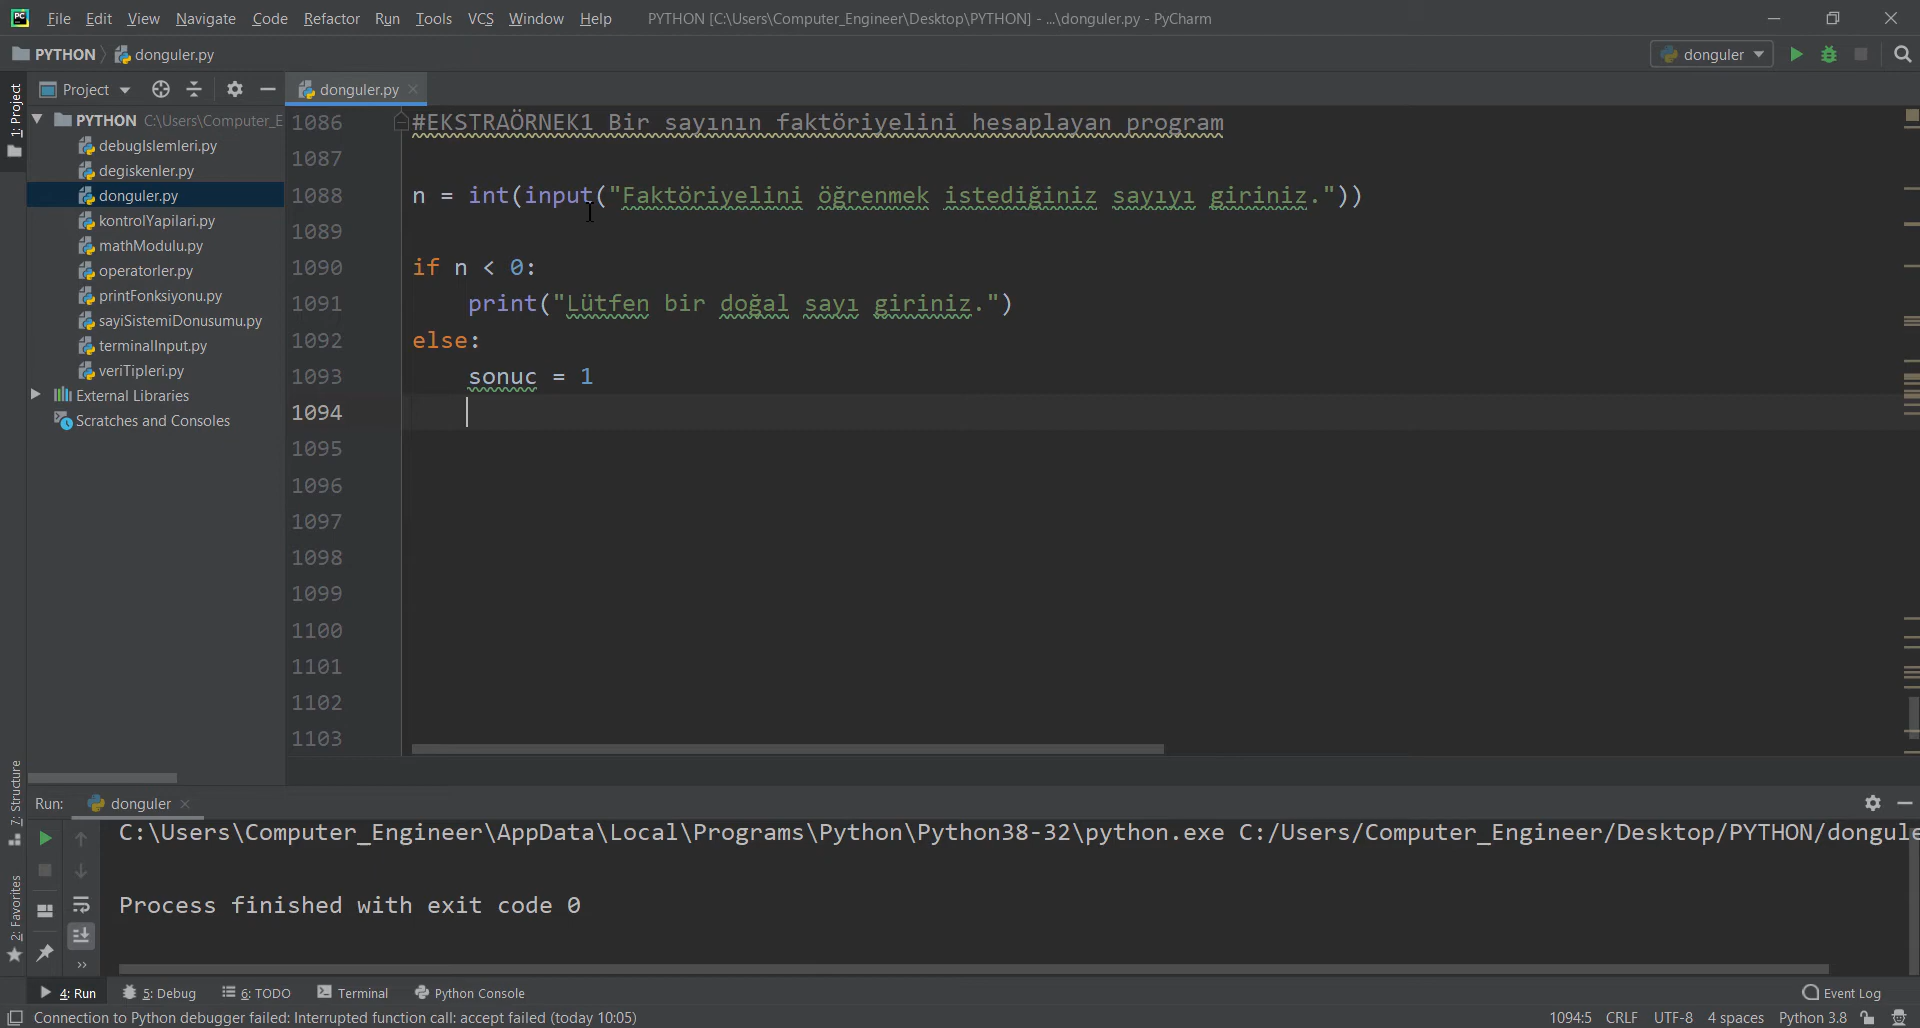 File Edit View Navigate Code Refactor Run Tools VCS Window Help PYTHON [C:\Users\Computer_Engineer\Desktop\PYTHON] - ...\donguler.py - PyCharm
PYTHON donguler.py donguler
1: Project
Project donguler.py
PYTHON C:\Users\Computer_E
debugIslemleri.py
degiskenler.py
donguler.py
kontrolYapilari.py
mathModulu.py
operatorler.py
printFonksiyonu.py
sayiSistemiDonusumu.py
terminalInput.py
veriTipleri.py
External Libraries
Scratches and Consoles
1086 #EKSTRAÖRNEK1 Bir sayının faktöriyelini hesaplayan program
1087
1088 n = int(input("Faktöriyelini öğrenmek istediğiniz sayıyı giriniz."))
1089
1090 if n < 0:
1091 print("Lütfen bir doğal sayı giriniz.")
1092 else:
1093 sonuc = 1
1094
1095
1096
1097
1098
1099
1100
1101
1102
1103
7: Structure
2: Favorites
Run: donguler
C:\Users\Computer_Engineer\AppData\Local\Programs\Python\Python38-32\python.exe C:/Users/Computer_Engineer/Desktop/PYTHON/dongule
Process finished with exit code 0
4: Run 5: Debug 6: TODO Terminal Python Console Event Log
Connection to Python debugger failed: Interrupted function call: accept failed (today 10:05) 1094:5 CRLF UTF-8 4 spaces Python 3.8